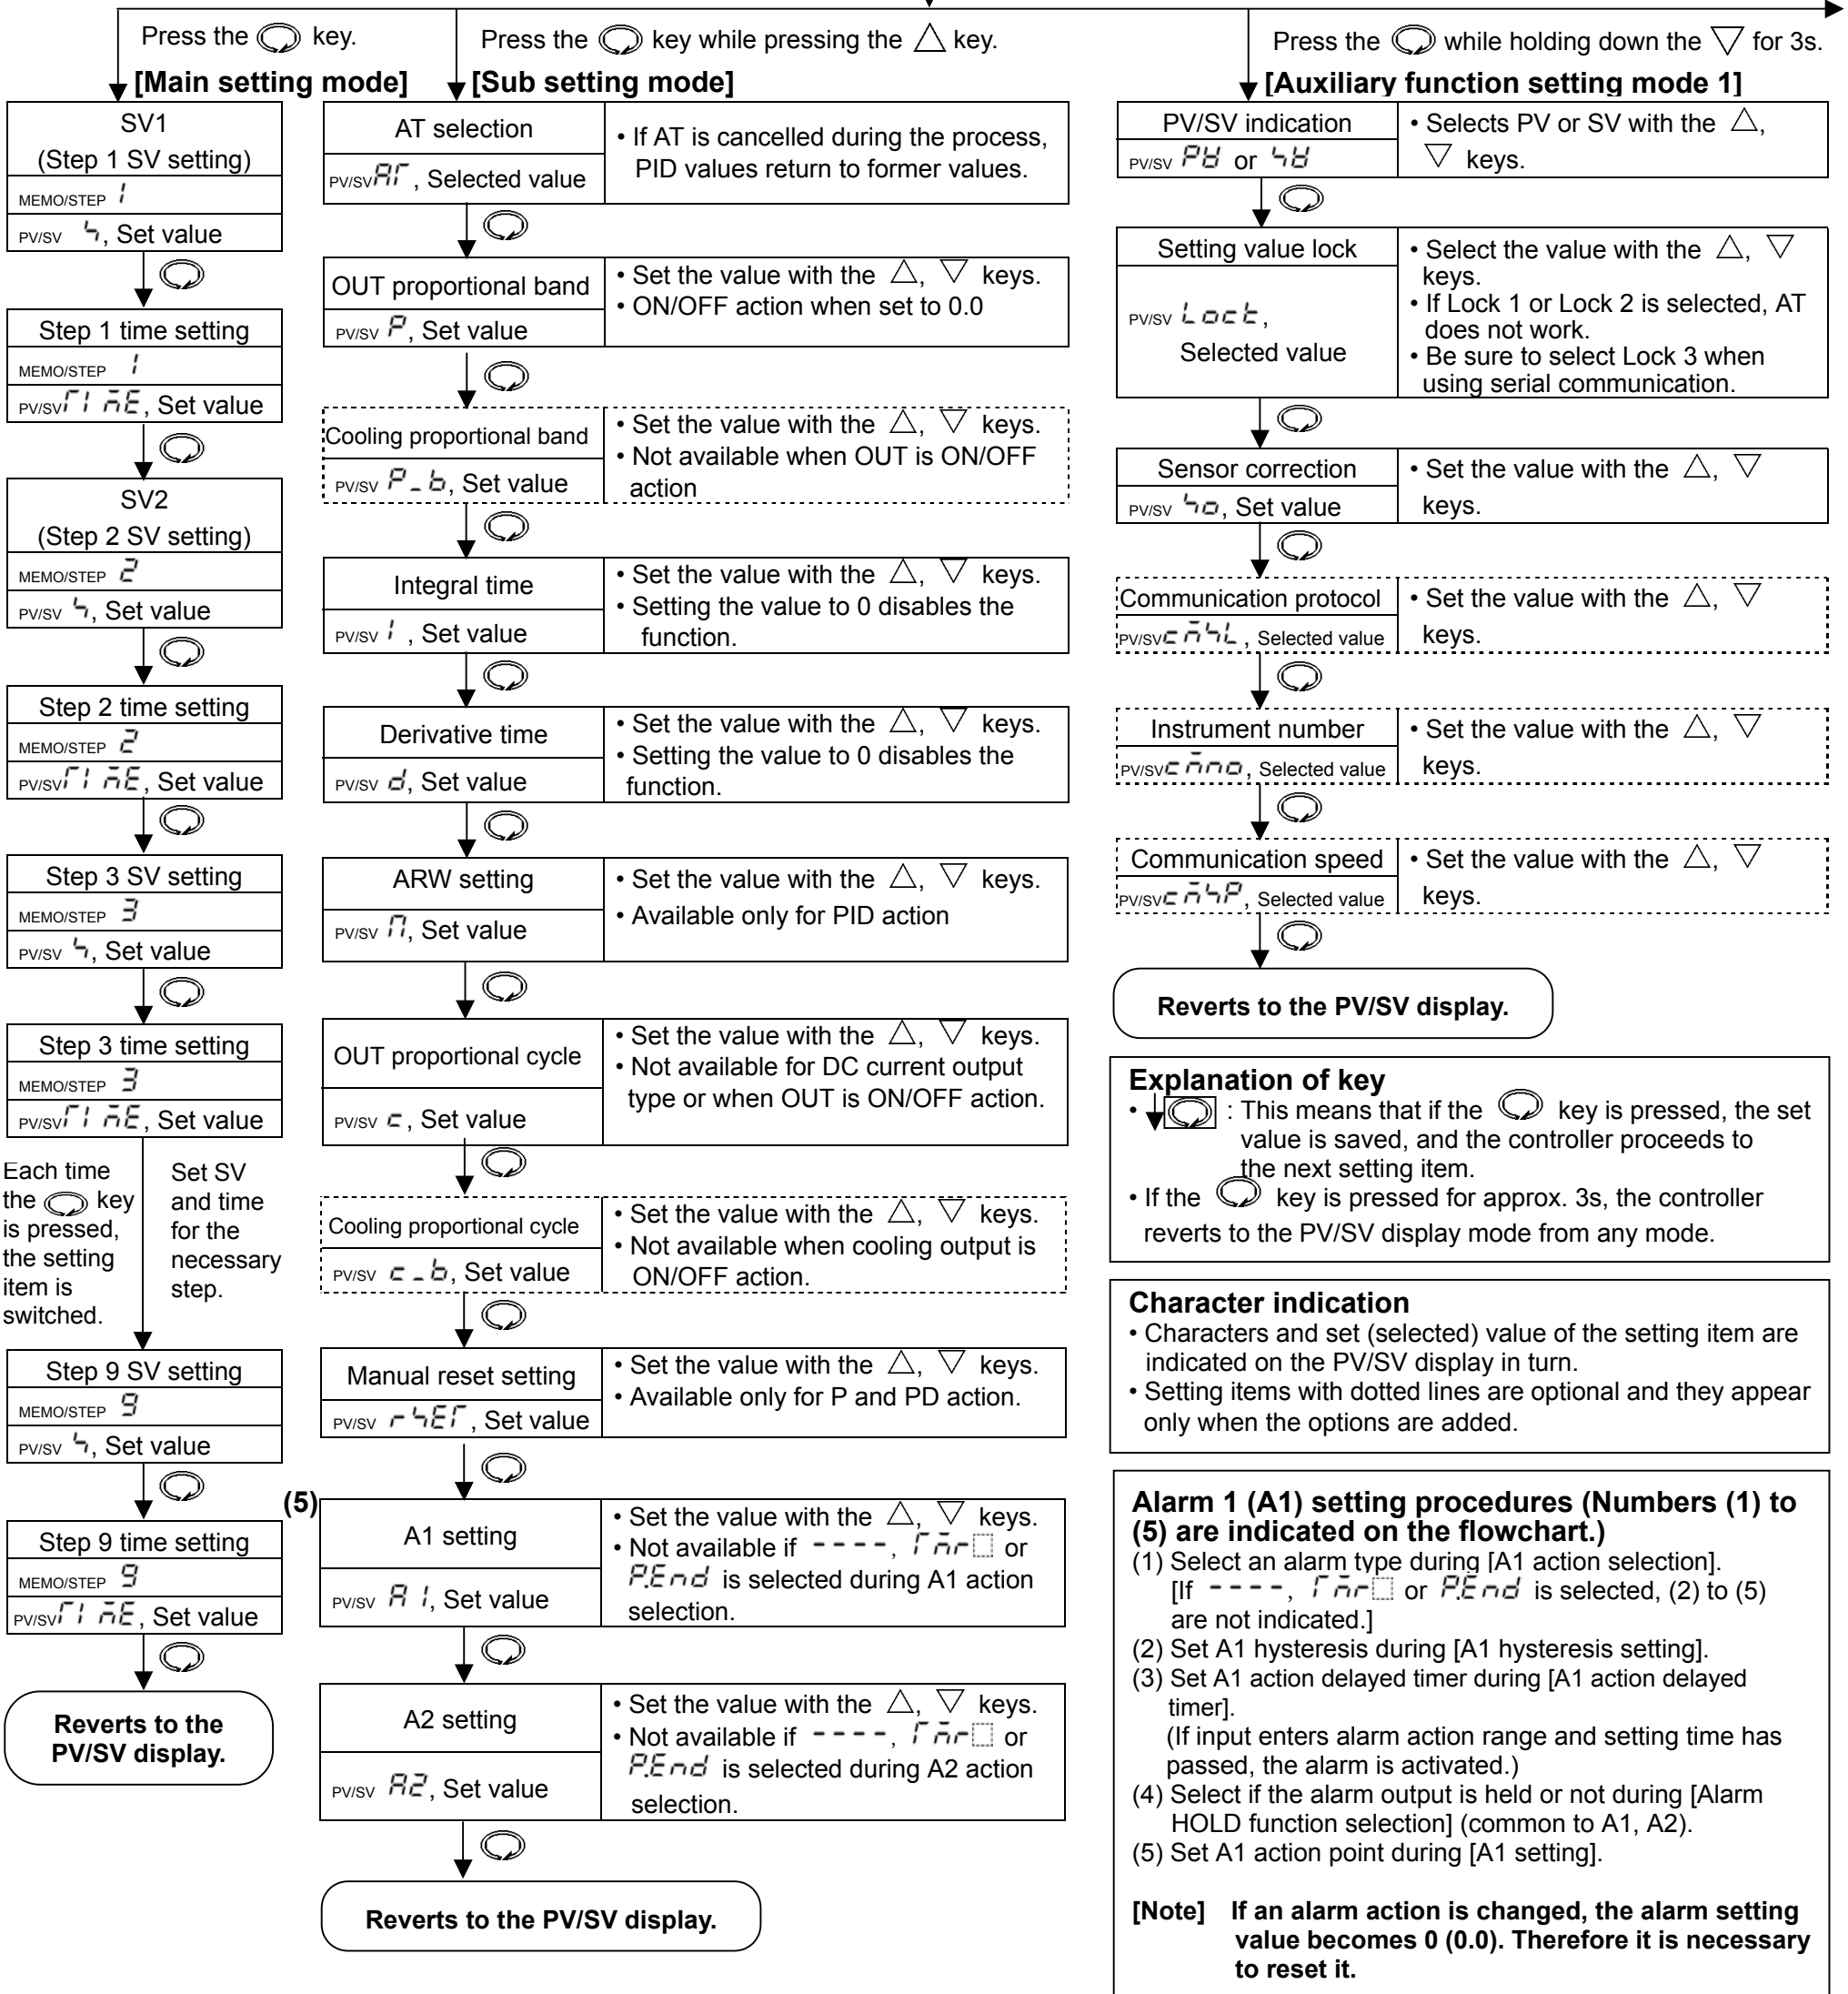 Press the key.
[Main setting mode]
SV1
(Step 1 SV setting)
MEMO/STEP 1
PV/SV ๅ, Set value
Step 1 time setting
MEMO/STEP 1
PV/SV TIME, Set value
SV2
(Step 2 SV setting)
MEMO/STEP 2
PV/SV S, Set value
Step 2 time setting
MEMO/STEP 2
PV/SV TIME, Set value
Step 3 SV setting
MEMO/STEP 3
PV/SV S, Set value
Step 3 time setting
MEMO/STEP 3
PV/SV TIME, Set value
Each time
the key
is pressed,
the setting
item is
switched.
Set SV
and time
for the
necessary
step.
Step 9 SV setting
MEMO/STEP 9
PV/SV S, Set value
Step 9 time setting
MEMO/STEP 9
PV/SV TIME, Set value
Reverts to the
PV/SV display.
Press the key while pressing the △ key.
[Sub setting mode]
AT selection
PV/SV AT, Selected value
• If AT is cancelled during the process,
PID values return to former values.
OUT proportional band
PV/SV P, Set value
• Set the value with the △, ▽ keys.
• ON/OFF action when set to 0.0
Cooling proportional band
PV/SV P_b, Set value
• Set the value with the △, ▽ keys.
• Not available when OUT is ON/OFF
action
Integral time
PV/SV I, Set value
• Set the value with the △, ▽ keys.
• Setting the value to 0 disables the
function.
Derivative time
PV/SV d, Set value
• Set the value with the △, ▽ keys.
• Setting the value to 0 disables the
function.
ARW setting
PV/SV A, Set value
• Set the value with the △, ▽ keys.
• Available only for PID action
OUT proportional cycle
PV/SV c, Set value
• Set the value with the △, ▽ keys.
• Not available for DC current output
type or when OUT is ON/OFF action.
Cooling proportional cycle
PV/SV c_b, Set value
• Set the value with the △, ▽ keys.
• Not available when cooling output is
ON/OFF action.
Manual reset setting
PV/SV rSET, Set value
• Set the value with the △, ▽ keys.
• Available only for P and PD action.
(5)
A1 setting
PV/SV A1, Set value
• Set the value with the △, ▽ keys.
• Not available if ----, TMr□ or
P.End is selected during A1 action
selection.
A2 setting
PV/SV A2, Set value
• Set the value with the △, ▽ keys.
• Not available if ----, TMr□ or
P.End is selected during A2 action
selection.
Reverts to the PV/SV display.
Press the while holding down the ▽ for 3s.
[Auxiliary function setting mode 1]
PV/SV indication
PV/SV PV or SV
• Selects PV or SV with the △,
▽ keys.
Setting value lock
PV/SV Lock,
Selected value
• Select the value with the △, ▽
keys.
• If Lock 1 or Lock 2 is selected, AT
does not work.
• Be sure to select Lock 3 when
using serial communication.
Sensor correction
PV/SV So, Set value
• Set the value with the △, ▽
keys.
Communication protocol
PV/SV cMSL, Selected value
• Set the value with the △, ▽
keys.
Instrument number
PV/SV cMno, Selected value
• Set the value with the △, ▽
keys.
Communication speed
PV/SV cMSP, Selected value
• Set the value with the △, ▽
keys.
Reverts to the PV/SV display.
Explanation of key
• : This means that if the key is pressed, the set
value is saved, and the controller proceeds to
the next setting item.
• If the key is pressed for approx. 3s, the controller
reverts to the PV/SV display mode from any mode.
Character indication
• Characters and set (selected) value of the setting item are
indicated on the PV/SV display in turn.
• Setting items with dotted lines are optional and they appear
only when the options are added.
Alarm 1 (A1) setting procedures (Numbers (1) to
(5) are indicated on the flowchart.)
(1) Select an alarm type during [A1 action selection].
[If ----, TMr□ or P.End is selected, (2) to (5)
are not indicated.]
(2) Set A1 hysteresis during [A1 hysteresis setting].
(3) Set A1 action delayed timer during [A1 action delayed
timer].
(If input enters alarm action range and setting time has
passed, the alarm is activated.)
(4) Select if the alarm output is held or not during [Alarm
HOLD function selection] (common to A1, A2).
(5) Set A1 action point during [A1 setting].
[Note] If an alarm action is changed, the alarm setting
value becomes 0 (0.0). Therefore it is necessary
to reset it.